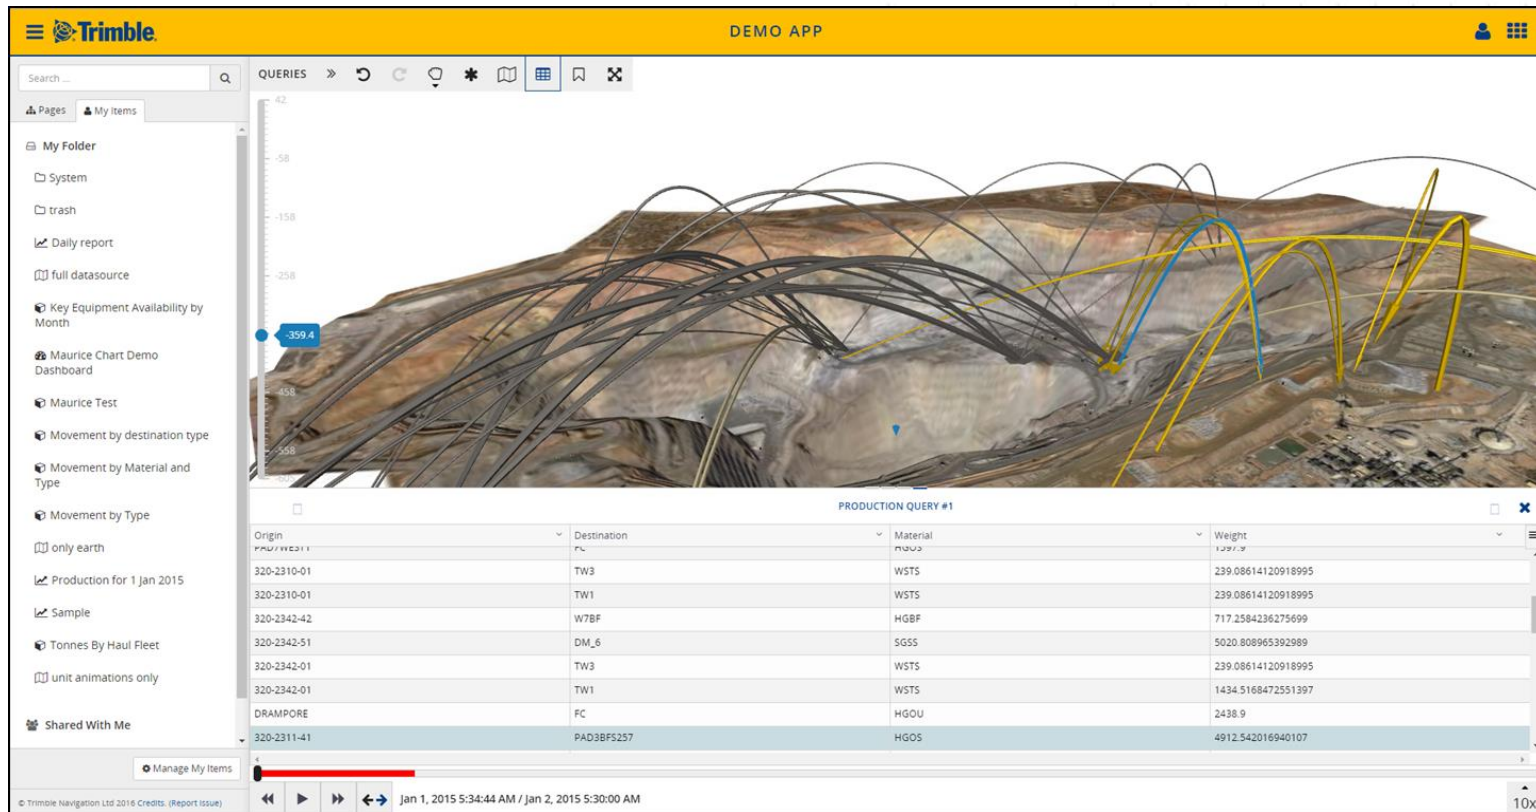 Trimble.
DEMO APP
Search ...
QUERIES
Pages
My Items
My Folder
System
trash
Daily report
full datasource
Key Equipment Availability by
Month
Maurice Chart Demo
Dashboard
Maurice Test
Movement by destination type
Movement by Material and
Type
Movement by Type
only earth
Production for 1 Jan 2015
Sample
Tonnes By Haul Fleet
unit animations only
Shared With Me
Manage My Items
© Trimble Navigation Ltd 2016 Credits. (Report Issue)
42
-58
-158
-258
-359.4
-458
-558
PRODUCTION QUERY #1
Origin Destination Material Weight
PAD7WEST1 FC HGOS 1597.9
320-2310-01 TW3 WSTS 239.08614120918995
320-2310-01 TW1 WSTS 239.08614120918995
320-2342-42 W7BF HGBF 717.2584236275699
320-2342-51 DM_6 SGSS 5020.808965392989
320-2342-01 TW3 WSTS 239.08614120918995
320-2342-01 TW1 WSTS 1434.5168472551397
DRAMPORE FC HGOU 2438.9
320-2311-41 PAD3BFS257 HGOS 4912.542016940107
Jan 1, 2015 5:34:44 AM / Jan 2, 2015 5:30:00 AM
10x